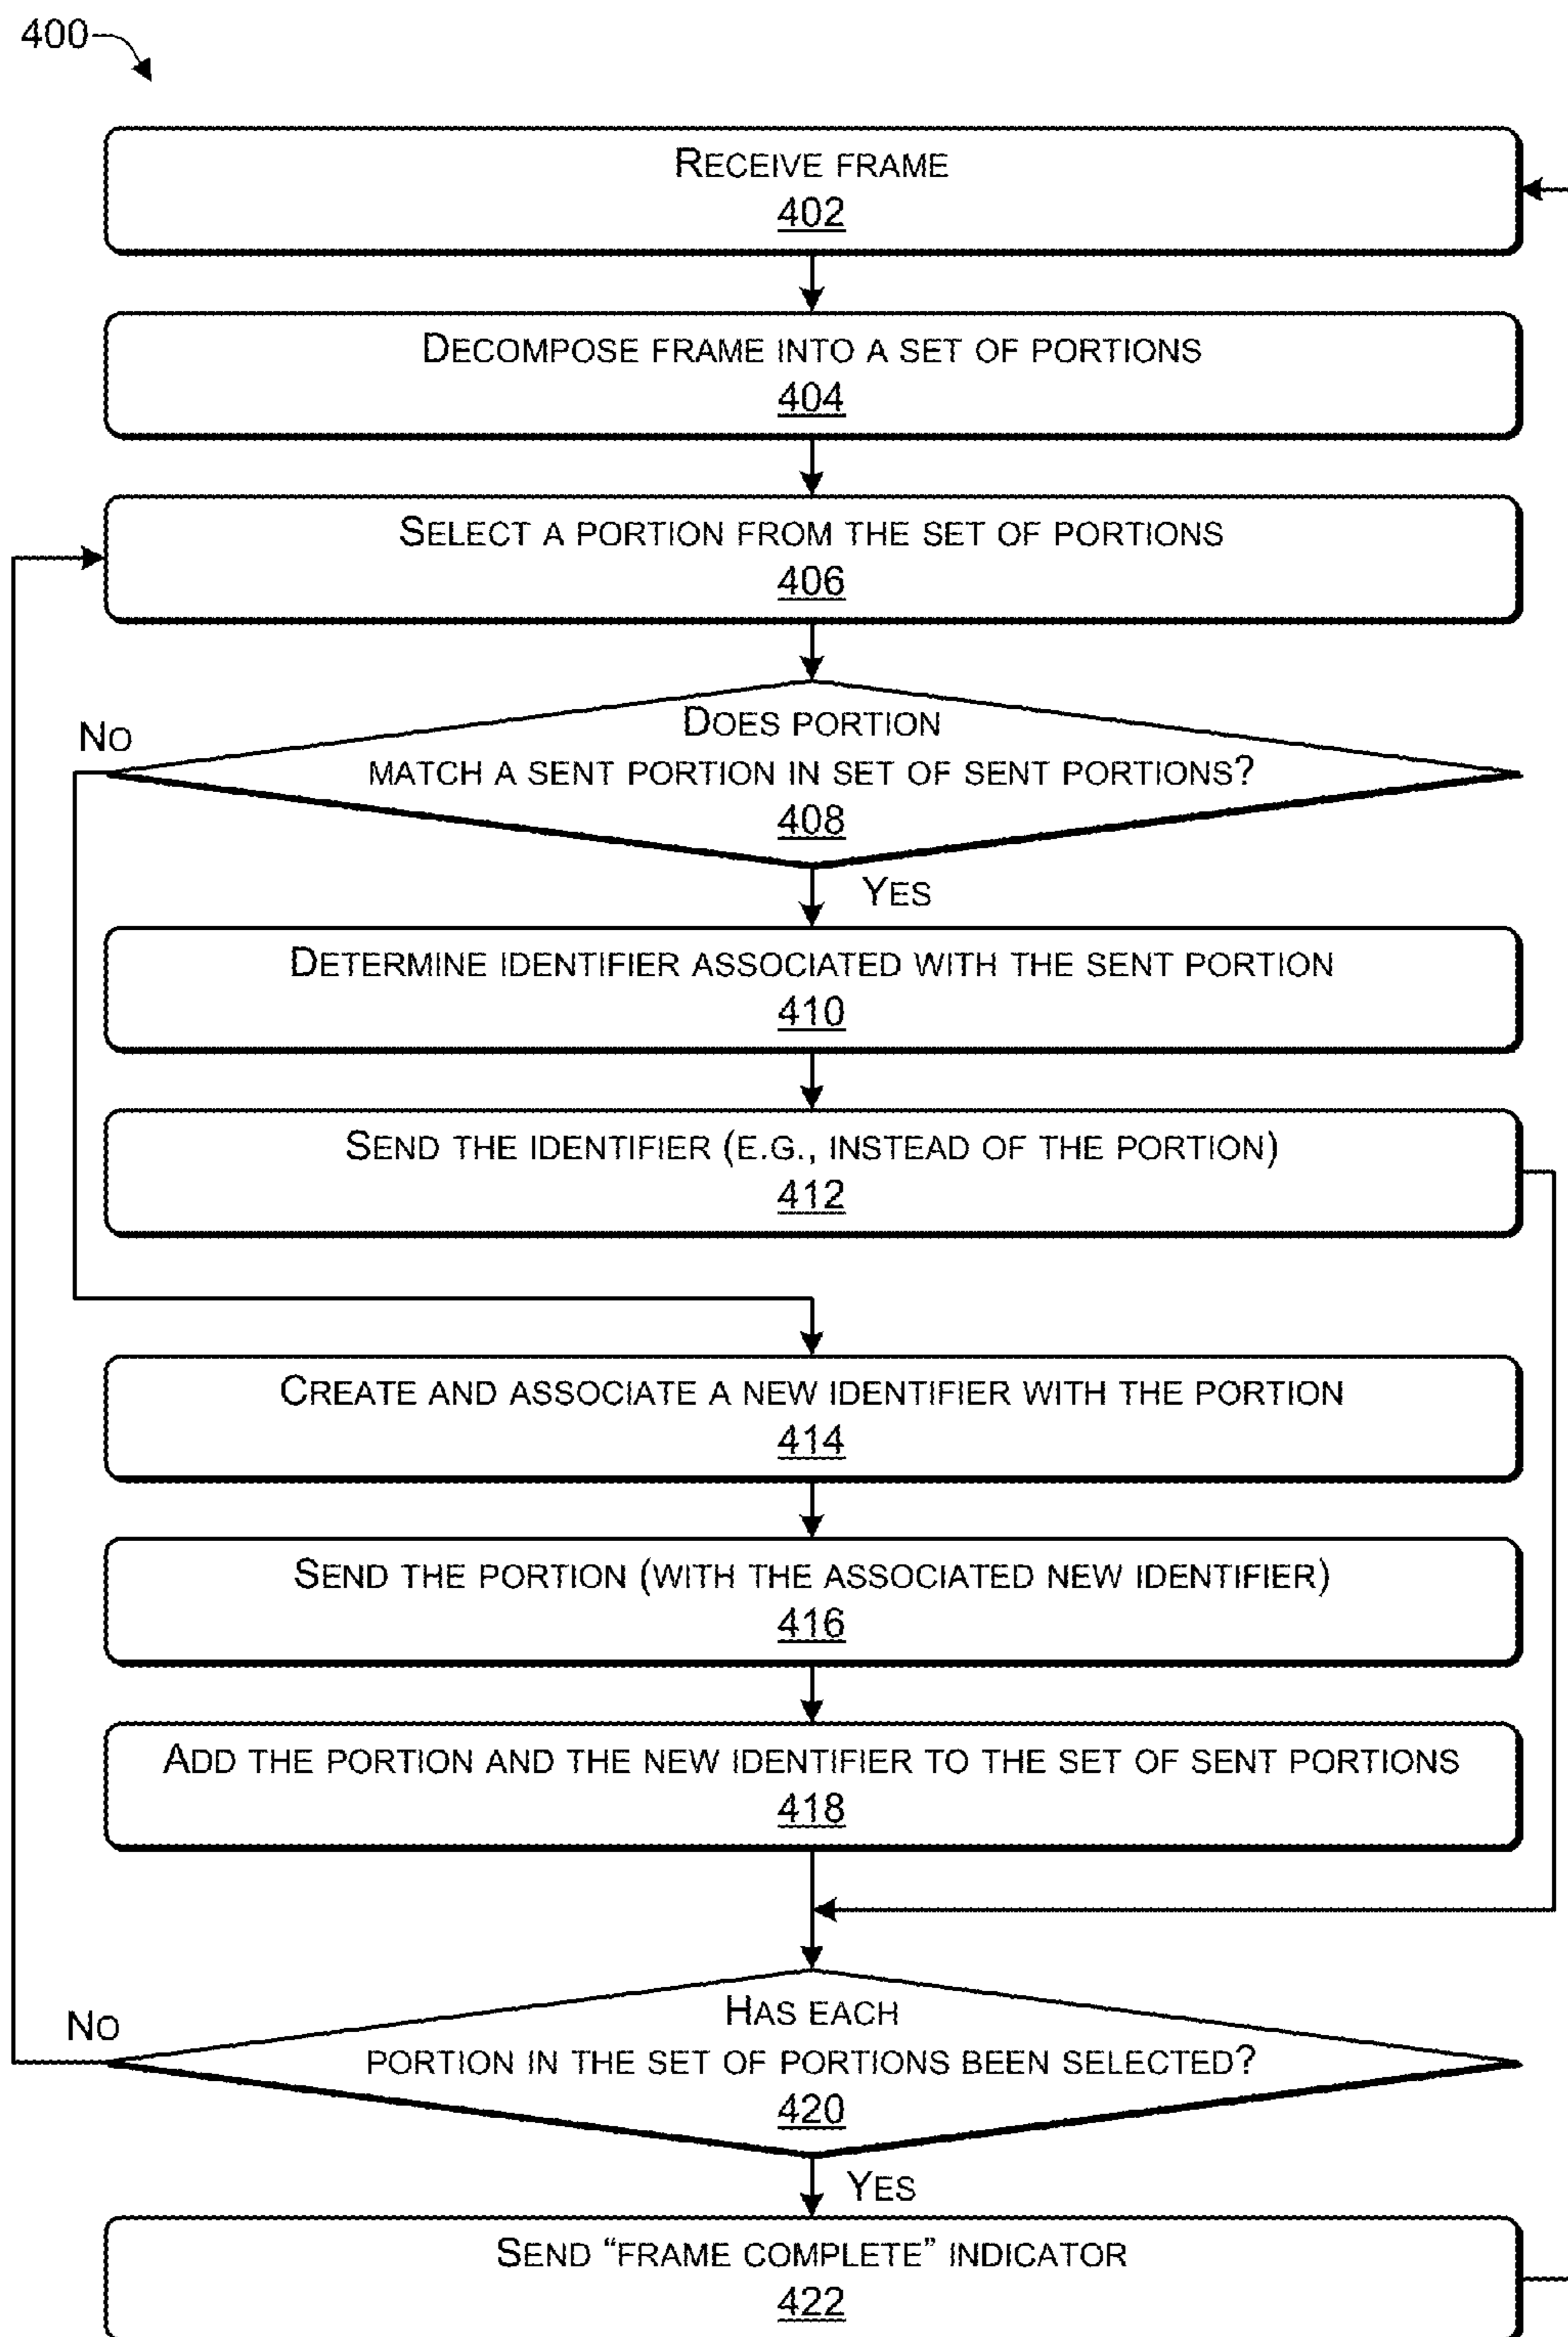 400
RECEIVE FRAME
402
DECOMPOSE FRAME INTO A SET OF PORTIONS
404
SELECT A PORTION FROM THE SET OF PORTIONS
406
NO
DOES PORTION
MATCH A SENT PORTION IN SET OF SENT PORTIONS?
408
YES
DETERMINE IDENTIFIER ASSOCIATED WITH THE SENT PORTION
410
SEND THE IDENTIFIER (E.G., INSTEAD OF THE PORTION)
412
CREATE AND ASSOCIATE A NEW IDENTIFIER WITH THE PORTION
414
SEND THE PORTION (WITH THE ASSOCIATED NEW IDENTIFIER)
416
ADD THE PORTION AND THE NEW IDENTIFIER TO THE SET OF SENT PORTIONS
418
NO
HAS EACH
PORTION IN THE SET OF PORTIONS BEEN SELECTED?
420
YES
SEND “FRAME COMPLETE” INDICATOR
422